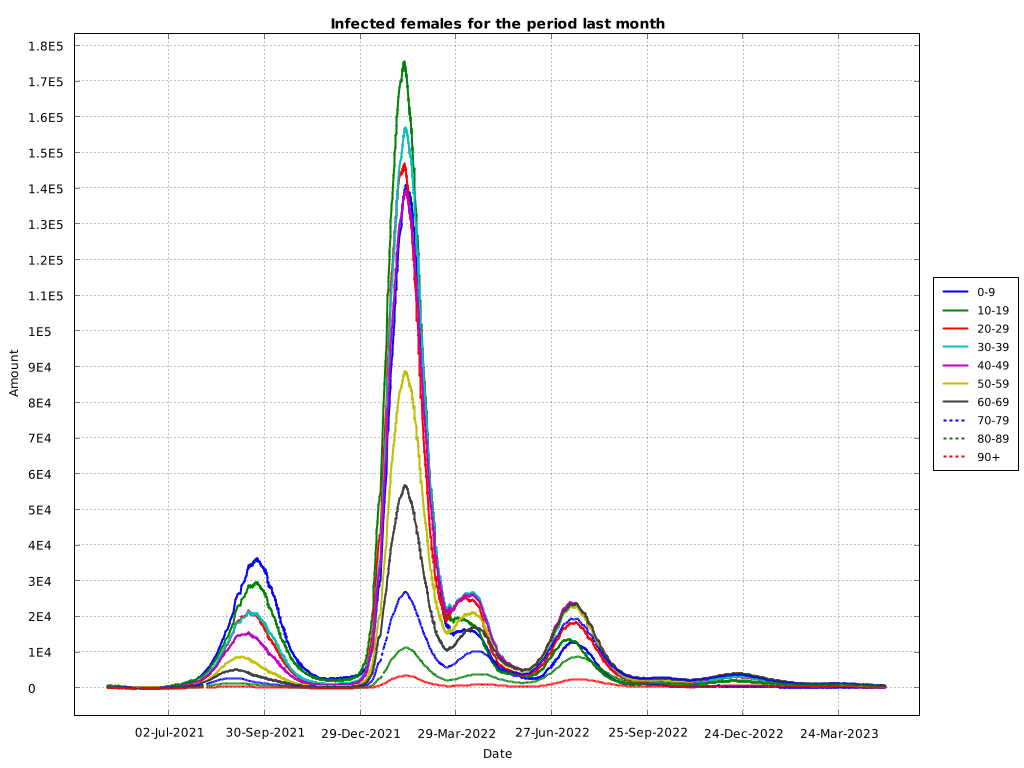 Infected females for the period last month
1.8E5
1.7E5
1.6E5
1.5E5
1.4E5
1.3E5
1.2E5
1.1E5
1E5
9E4
8E4
7E4
6E4
5E4
4E4
3E4
2E4
1E4
0
Amount
02-Jul-2021
30-Sep-2021
29-Dec-2021
29-Mar-2022
27-Jun-2022
25-Sep-2022
24-Dec-2022
24-Mar-2023
Date
0-9
10-19
20-29
30-39
40-49
50-59
60-69
70-79
80-89
90+